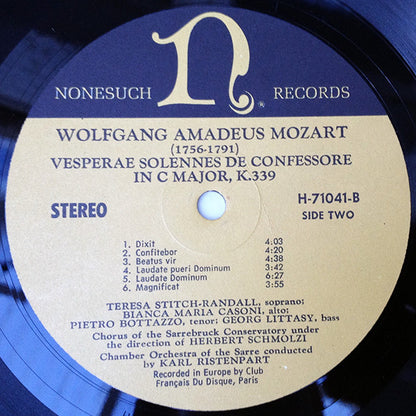 n®
NONESUCH RECORDS
WOLFGANG AMADEUS MOZART
(1756-1791)
VESPERAE SOLENNES DE CONFESSORE
IN C MAJOR, K.339
STEREO
H-71041-B
SIDE TWO
1. Dixit 4:03
2. Confitebor 4:20
3. Beatus vir 4:38
4. Laudate pueri Dominum 3:42
5. Laudate Dominum 6:27
6. Magnificat 3:55
TERESA STITCH-RANDALL, soprano;
BIANCA MARIA CASONI, alto;
PIETRO BOTTAZZO, tenor; GEORG LITTASY, bass
Chorus of the Sarrebruck Conservatory under
the direction of HERBERT SCHMOLZI
Chamber Orchestra of the Sarre conducted
by KARL RISTENPART
Recorded in Europe by Club
Français Du Disque, Paris